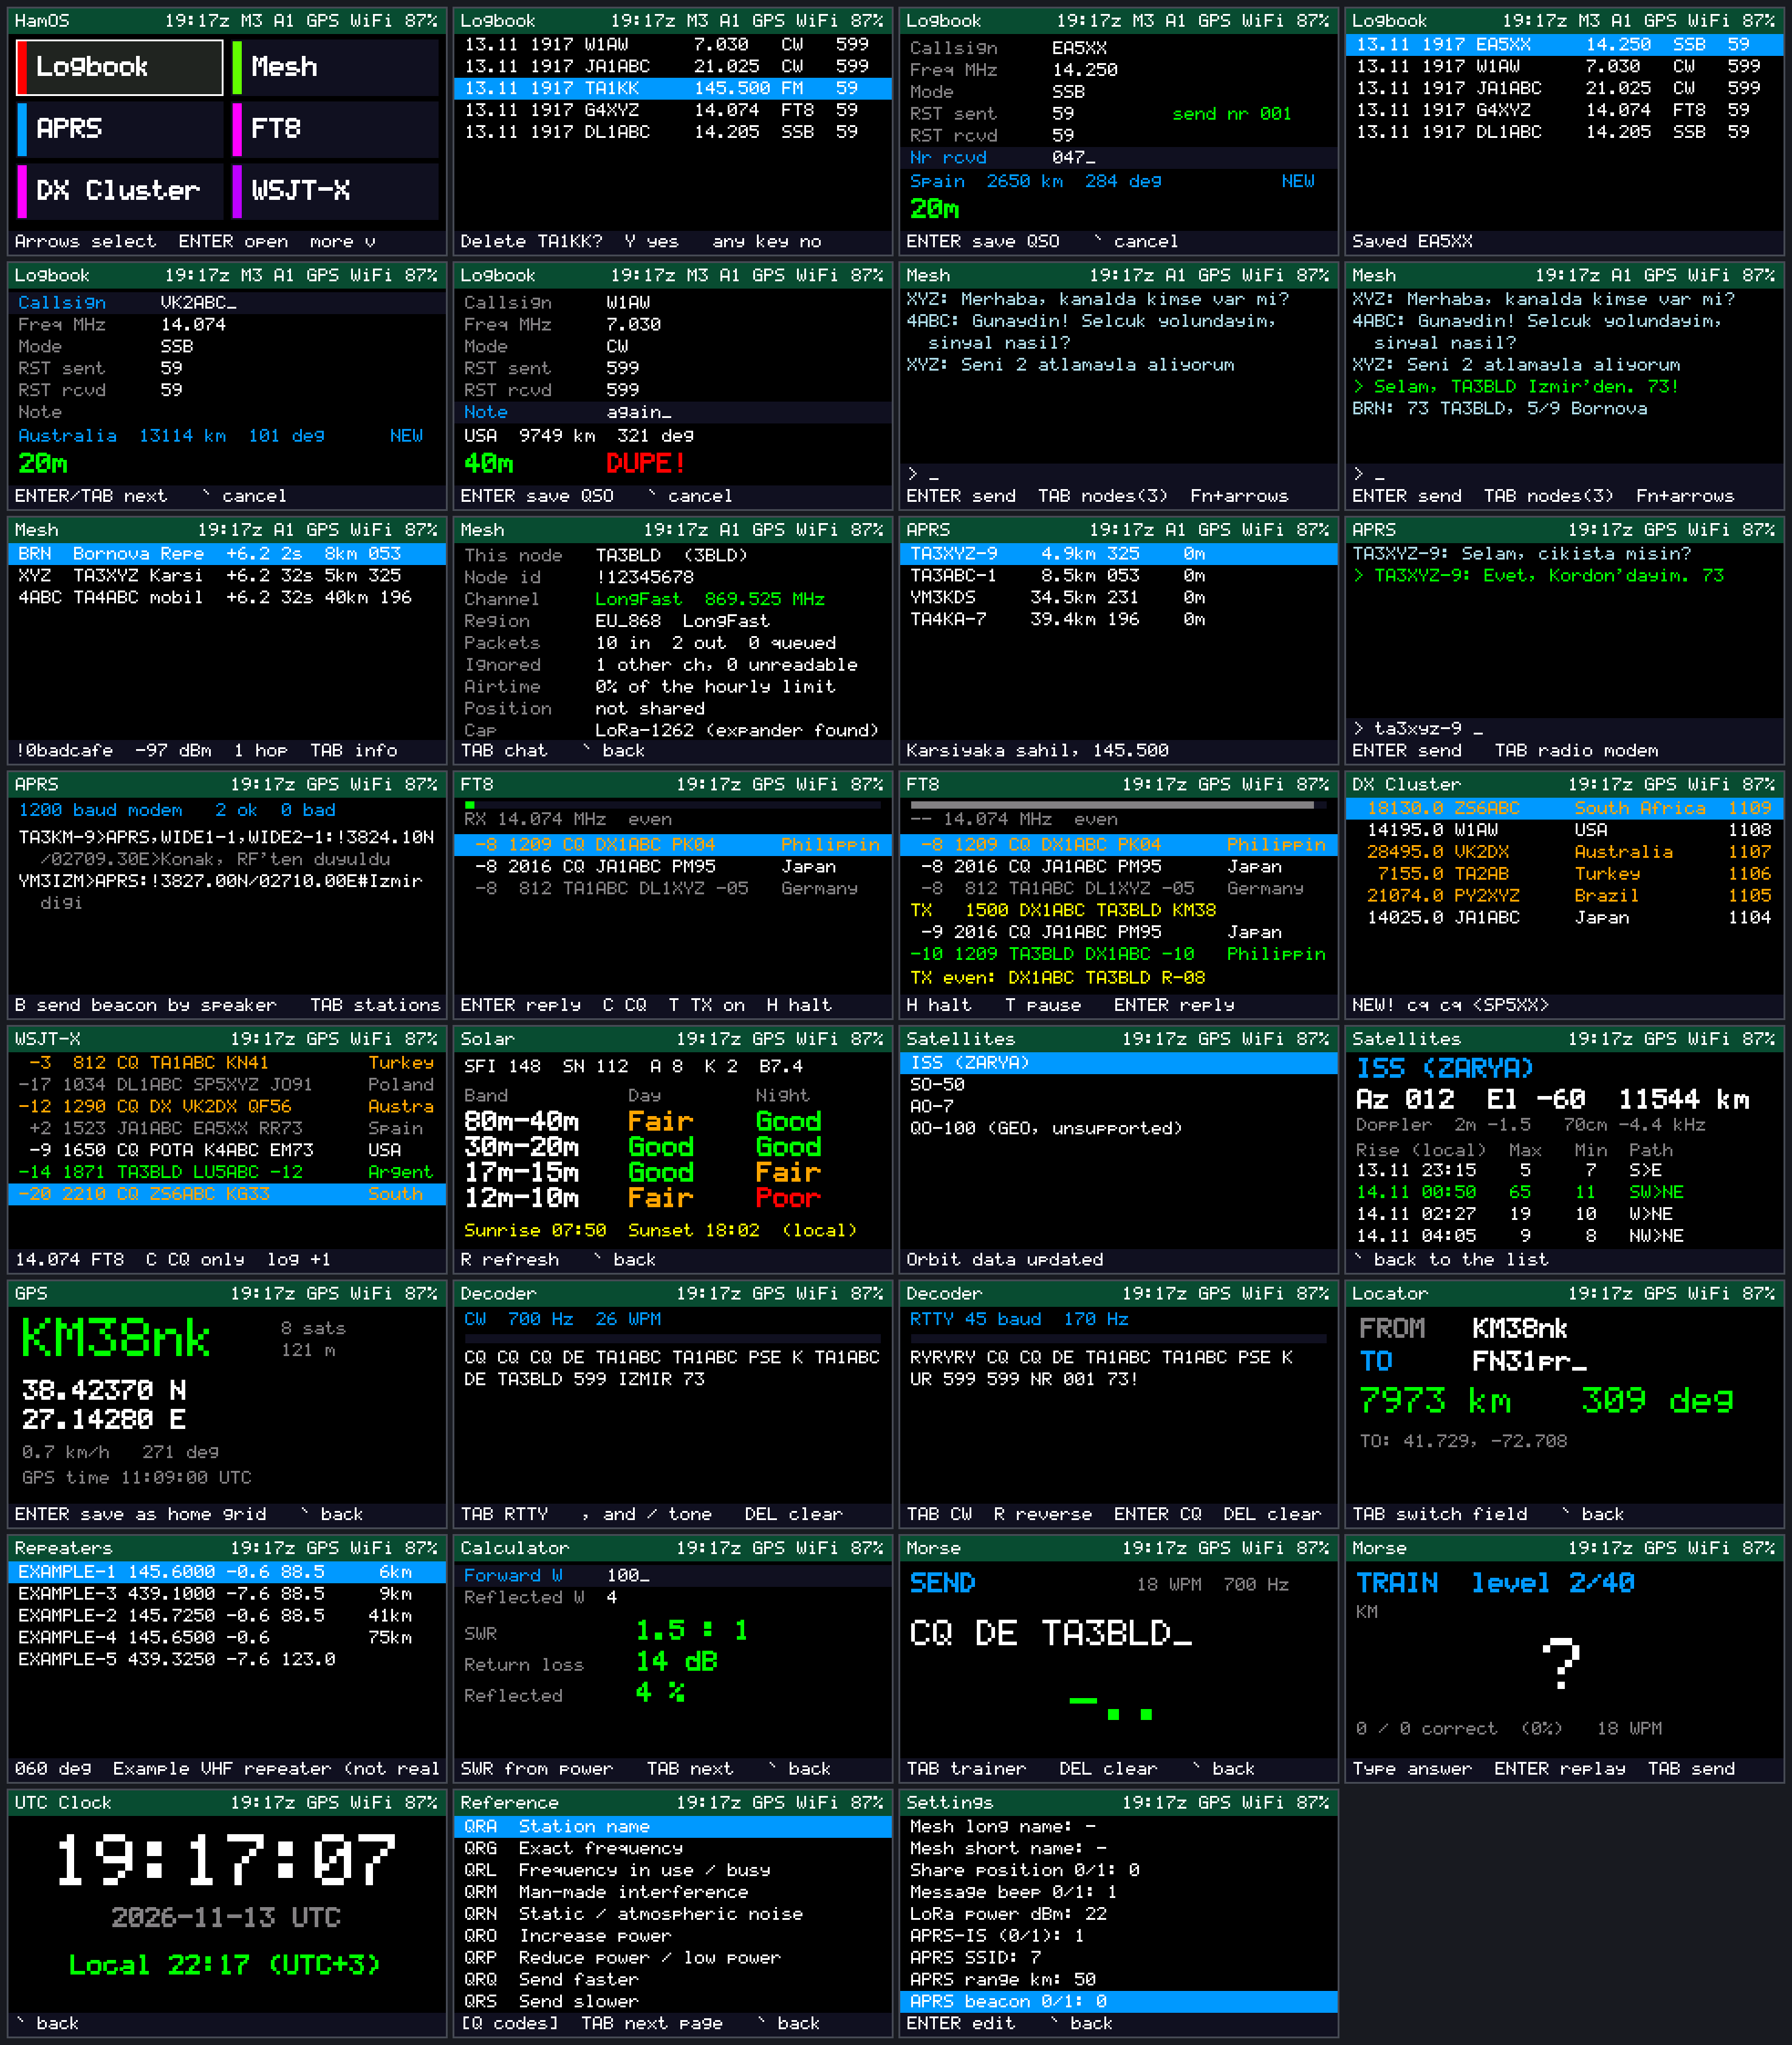 HamOS 19:17z M3 A1 GPS WiFi 87%
Logbook Mesh
APRS FT8
DX Cluster WSJT-X
Arrows select ENTER open more v
Logbook 19:17z M3 A1 GPS WiFi 87%
13.11 1917 W1AW 7.030 CW 599
13.11 1917 JA1ABC 21.025 CW 599
13.11 1917 TA1KK 145.500 FM 59
13.11 1917 G4XYZ 14.074 FT8 59
13.11 1917 DL1ABC 14.205 SSB 59
Delete TA1KK? Y yes any key no
Logbook 19:17z M3 A1 GPS WiFi 87%
Callsign EA5XX
Freq MHz 14.250
Mode SSB
RST sent 59 send nr 001
RST rcvd 59
Nr rcvd 047_
Spain 2650 km 284 deg NEW
20m
ENTER save QSO ` cancel
Logbook 19:17z M3 A1 GPS WiFi 87%
13.11 1917 EA5XX 14.250 SSB 59
13.11 1917 W1AW 7.030 CW 599
13.11 1917 JA1ABC 21.025 CW 599
13.11 1917 G4XYZ 14.074 FT8 59
13.11 1917 DL1ABC 14.205 SSB 59
Saved EA5XX
Logbook 19:17z M3 A1 GPS WiFi 87%
Callsign VK2ABC_
Freq MHz 14.074
Mode SSB
RST sent 59
RST rcvd 59
Note
Australia 13114 km 101 deg NEW
20m
ENTER/TAB next ` cancel
Logbook 19:17z M3 A1 GPS WiFi 87%
Callsign W1AW
Freq MHz 7.030
Mode CW
RST sent 599
RST rcvd 599
Note again_
USA 9749 km 321 deg
40m DUPE!
ENTER save QSO ` cancel
Mesh 19:17z A1 GPS WiFi 87%
XYZ: Merhaba, kanalda kimse var mi?
4ABC: Gunaydin! Selcuk yolundayim,
sinyal nasil?
XYZ: Seni 2 atlamayla aliyorum
> _
ENTER send TAB nodes(3) Fn+arrows
Mesh 19:17z A1 GPS WiFi 87%
XYZ: Merhaba, kanalda kimse var mi?
4ABC: Gunaydin! Selcuk yolundayim,
sinyal nasil?
XYZ: Seni 2 atlamayla aliyorum
> Selam, TA3BLD Izmir'den. 73!
BRN: 73 TA3BLD, 5/9 Bornova
> _
ENTER send TAB nodes(3) Fn+arrows
Mesh 19:17z A1 GPS WiFi 87%
BRN Bornova Repe +6.2 2s 8km 053
XYZ TA3XYZ Karsi +6.2 32s 5km 325
4ABC TA4ABC mobil +6.2 32s 40km 196
!0badcafe -97 dBm 1 hop TAB info
Mesh 19:17z A1 GPS WiFi 87%
This node TA3BLD (3BLD)
Node id !12345678
Channel LongFast 869.525 MHz
Region EU_868 LongFast
Packets 10 in 2 out 0 queued
Ignored 1 other ch, 0 unreadable
Airtime 0% of the hourly limit
Position not shared
Cap LoRa-1262 (expander found)
TAB chat ` back
APRS 19:17z A1 GPS WiFi 87%
TA3XYZ-9 4.9km 325 0m
TA3ABC-1 8.5km 053 0m
YM3KDS 34.5km 231 0m
TA4KA-7 39.4km 196 0m
Karsiyaka sahil, 145.500
APRS 19:17z GPS WiFi 87%
TA3XYZ-9: Selam, cikista misin?
> TA3XYZ-9: Evet, Kordon'dayim. 73
> ta3xyz-9 _
ENTER send TAB radio modem
APRS 19:17z GPS WiFi 87%
1200 baud modem 2 ok 0 bad
TA3KM-9>APRS,WIDE1-1,WIDE2-1:!3824.10N
/02709.30E>Konak, RF'ten duyuldu
YM3IZM>APRS:!3827.00N/02710.00E#Izmir
digi
B send beacon by speaker TAB stations
FT8 19:17z GPS WiFi 87%
RX 14.074 MHz even
-8 1209 CQ DX1ABC PK04 Philippin
-8 2016 CQ JA1ABC PM95 Japan
-8 812 TA1ABC DL1XYZ -05 Germany
ENTER reply C CQ T TX on H halt
FT8 19:17z GPS WiFi 87%
-- 14.074 MHz even
-8 1209 CQ DX1ABC PK04 Philippin
-8 2016 CQ JA1ABC PM95 Japan
-8 812 TA1ABC DL1XYZ -05 Germany
TX 1500 DX1ABC TA3BLD KM38
-9 2016 CQ JA1ABC PM95 Japan
-10 1209 TA3BLD DX1ABC -10 Philippin
TX even: DX1ABC TA3BLD R-08
H halt T pause ENTER reply
DX Cluster 19:17z GPS WiFi 87%
18130.0 ZS6ABC South Africa 1109
14195.0 W1AW USA 1108
28495.0 VK2DX Australia 1107
7155.0 TA2AB Turkey 1106
21074.0 PY2XYZ Brazil 1105
14025.0 JA1ABC Japan 1104
NEW! cq cq <SP5XX>
WSJT-X 19:17z GPS WiFi 87%
-3 812 CQ TA1ABC KN41 Turkey
-17 1034 DL1ABC SP5XYZ JO91 Poland
-12 1290 CQ DX VK2DX QF56 Austra
+2 1523 JA1ABC EA5XX RR73 Spain
-9 1650 CQ POTA K4ABC EM73 USA
-14 1871 TA3BLD LU5ABC -12 Argent
-20 2210 CQ ZS6ABC KG33 South
14.074 FT8 C CQ only log +1
Solar 19:17z GPS WiFi 87%
SFI 148 SN 112 A 8 K 2 B7.4
Band Day Night
80m-40m Fair Good
30m-20m Good Good
17m-15m Good Fair
12m-10m Fair Poor
Sunrise 07:50 Sunset 18:02 (local)
R refresh ` back
Satellites 19:17z GPS WiFi 87%
ISS (ZARYA)
SO-50
AO-7
QO-100 (GEO, unsupported)
Orbit data updated
Satellites 19:17z GPS WiFi 87%
ISS (ZARYA)
Az 012 El -60 11544 km
Doppler 2m -1.5 70cm -4.4 kHz
Rise (local) Max Min Path
13.11 23:15 5 7 S>E
14.11 00:50 65 11 SW>NE
14.11 02:27 19 10 W>NE
14.11 04:05 9 8 NW>NE
` back to the list
GPS 19:17z GPS WiFi 87%
KM38nk 8 sats
121 m
38.42370 N
27.14280 E
0.7 km/h 271 deg
GPS time 11:09:00 UTC
ENTER save as home grid ` back
Decoder 19:17z GPS WiFi 87%
CW 700 Hz 26 WPM
CQ CQ CQ DE TA1ABC TA1ABC PSE K TA1ABC
DE TA3BLD 599 IZMIR 73
TAB RTTY , and / tone DEL clear
Decoder 19:17z GPS WiFi 87%
RTTY 45 baud 170 Hz
RYRYRY CQ CQ DE TA1ABC TA1ABC PSE K
UR 599 599 NR 001 73!
TAB CW R reverse ENTER CQ DEL clear
Locator 19:17z GPS WiFi 87%
FROM KM38nk
TO FN31pr_
7973 km 309 deg
TO: 41.729, -72.708
TAB switch field ` back
Repeaters 19:17z GPS WiFi 87%
EXAMPLE-1 145.6000 -0.6 88.5 6km
EXAMPLE-3 439.1000 -7.6 88.5 9km
EXAMPLE-2 145.7250 -0.6 88.5 41km
EXAMPLE-4 145.6500 -0.6 75km
EXAMPLE-5 439.3250 -7.6 123.0
060 deg Example VHF repeater (not real
Calculator 19:17z GPS WiFi 87%
Forward W 100_
Reflected W 4
SWR 1.5 : 1
Return loss 14 dB
Reflected 4 %
SWR from power TAB next ` back
Morse 19:17z GPS WiFi 87%
SEND 18 WPM 700 Hz
CQ DE TA3BLD_
-..
TAB trainer DEL clear ` back
Morse 19:17z GPS WiFi 87%
TRAIN level 2/40
KM
?
0 / 0 correct (0%) 18 WPM
Type answer ENTER replay TAB send
UTC Clock 19:17z GPS WiFi 87%
19:17:07
2026-11-13 UTC
Local 22:17 (UTC+3)
` back
Reference 19:17z GPS WiFi 87%
QRA Station name
QRG Exact frequency
QRL Frequency in use / busy
QRM Man-made interference
QRN Static / atmospheric noise
QRO Increase power
QRP Reduce power / low power
QRQ Send faster
QRS Send slower
[Q codes] TAB next page ` back
Settings 19:17z GPS WiFi 87%
Mesh long name: -
Mesh short name: -
Share position 0/1: 0
Message beep 0/1: 1
LoRa power dBm: 22
APRS-IS (0/1): 1
APRS SSID: 7
APRS range km: 50
APRS beacon 0/1: 0
ENTER edit ` back